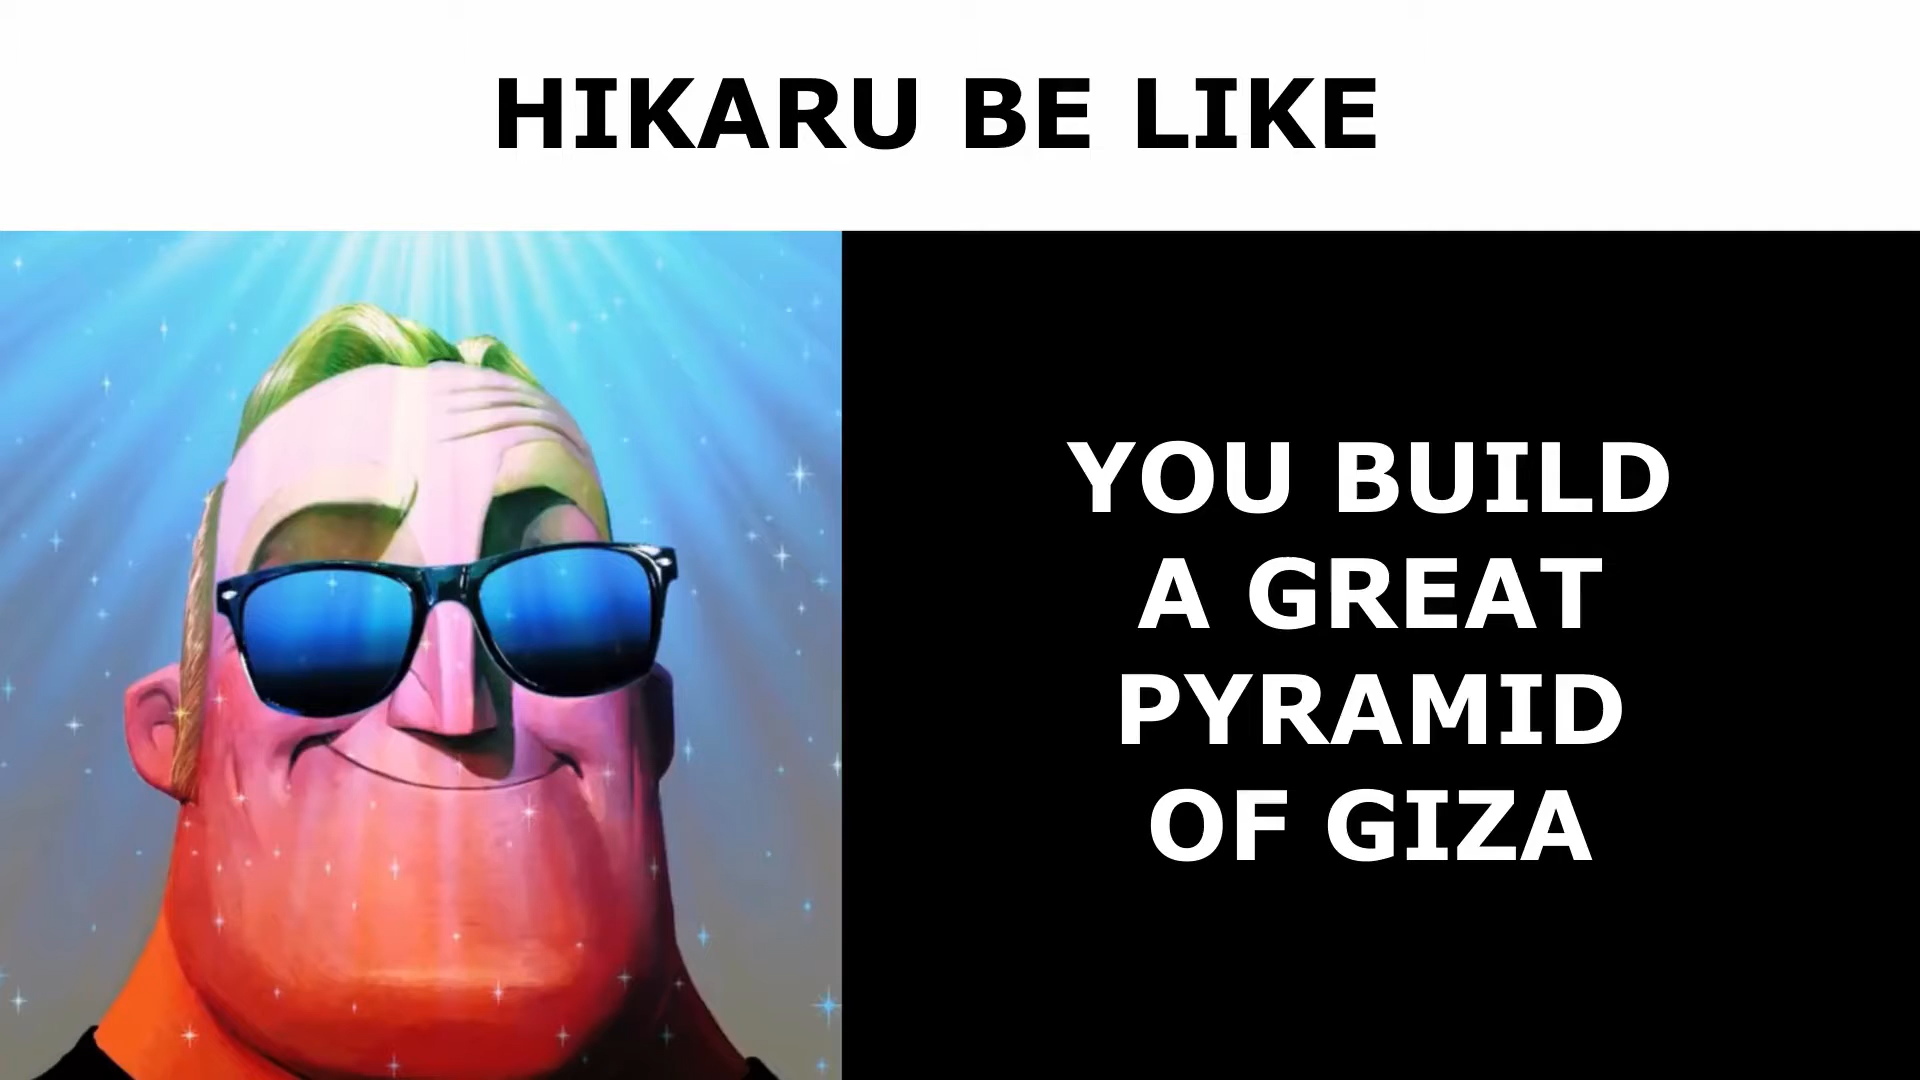 HIKARU BE LIKE
YOU BUILD
A GREAT
PYRAMID
OF GIZA